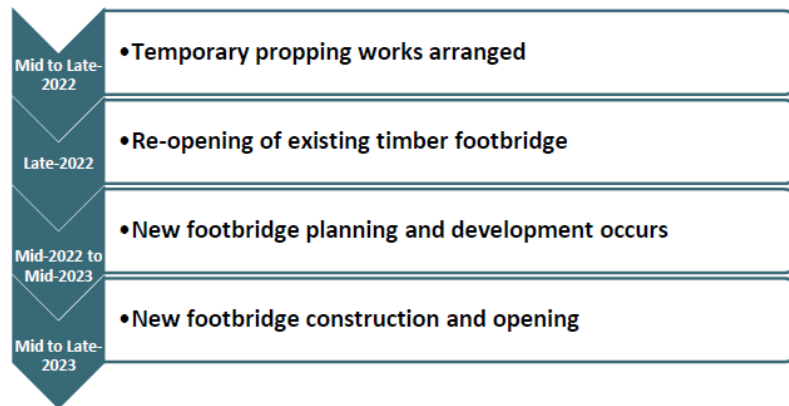 Mid to Late-
2022
•Temporary propping works arranged
Late-2022
•Re-opening of existing timber footbridge
Mid-2022 to
Mid-2023
•New footbridge planning and development occurs
Mid to Late-
2023
•New footbridge construction and opening